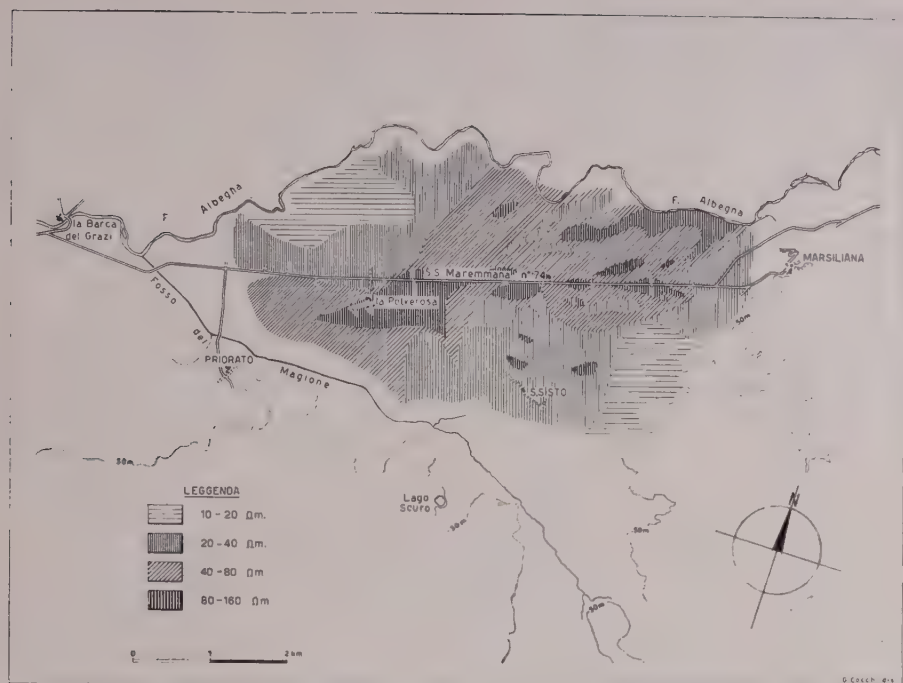 F. Albegna
la Barca
del Grazi
F. Albegna
MARSILIANA
S.S. Maremmana n° 74
la Polverosa
50m
Fosso del Magione
PRIORATO
S.SISTO
50m
LEGGENDA
10-20 Ωm.
20-40 Ωm.
40-80 Ωm
80-160 Ωm
Lago
Scuro
50m
50m
50m
N
0 1 2 km